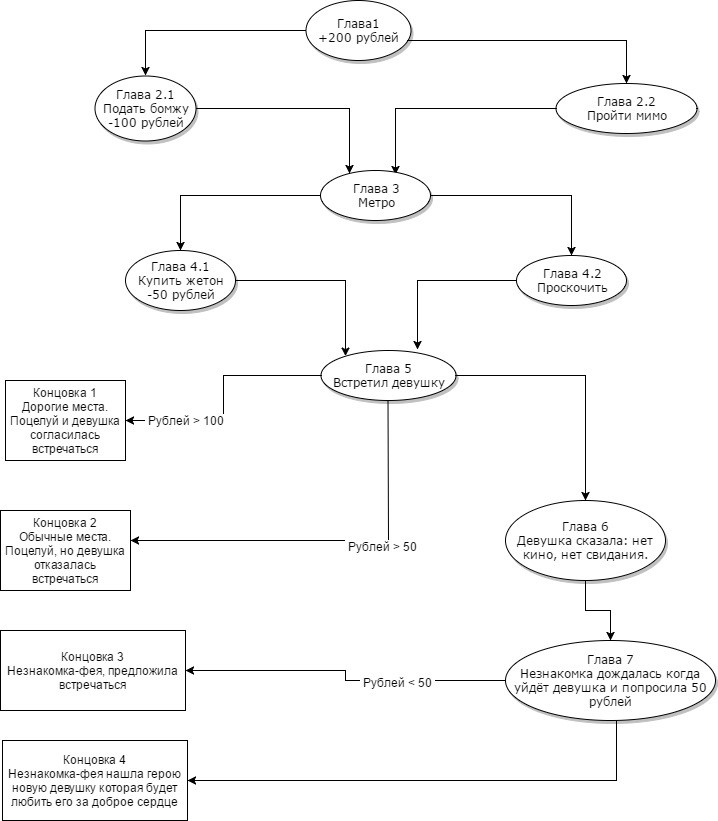 Глава1
+200 рублей
Глава 2.1
Подать бомжу
-100 рублей
Глава 2.2
Пройти мимо
Глава 3
Метро
Глава 4.1
Купить жетон
-50 рублей
Глава 4.2
Проскочить
Глава 5
Встретил девушку
Концовка 1
Дорогие места.
Поцелуй и девушка
согласилась
встречаться
Рублей > 100
Концовка 2
Обычные места.
Поцелуй, но девушка
отказалась
встречаться
Рублей > 50
Глава 6
Девушка сказала: нет
кино, нет свидания.
Концовка 3
Незнакомка-фея, предложила
встречаться
Рублей < 50
Глава 7
Незнакомка дождалась когда
уйдёт девушка и попросила 50
рублей
Концовка 4
Незнакомка-фея нашла герою
новую девушку которая будет
любить его за доброе сердце